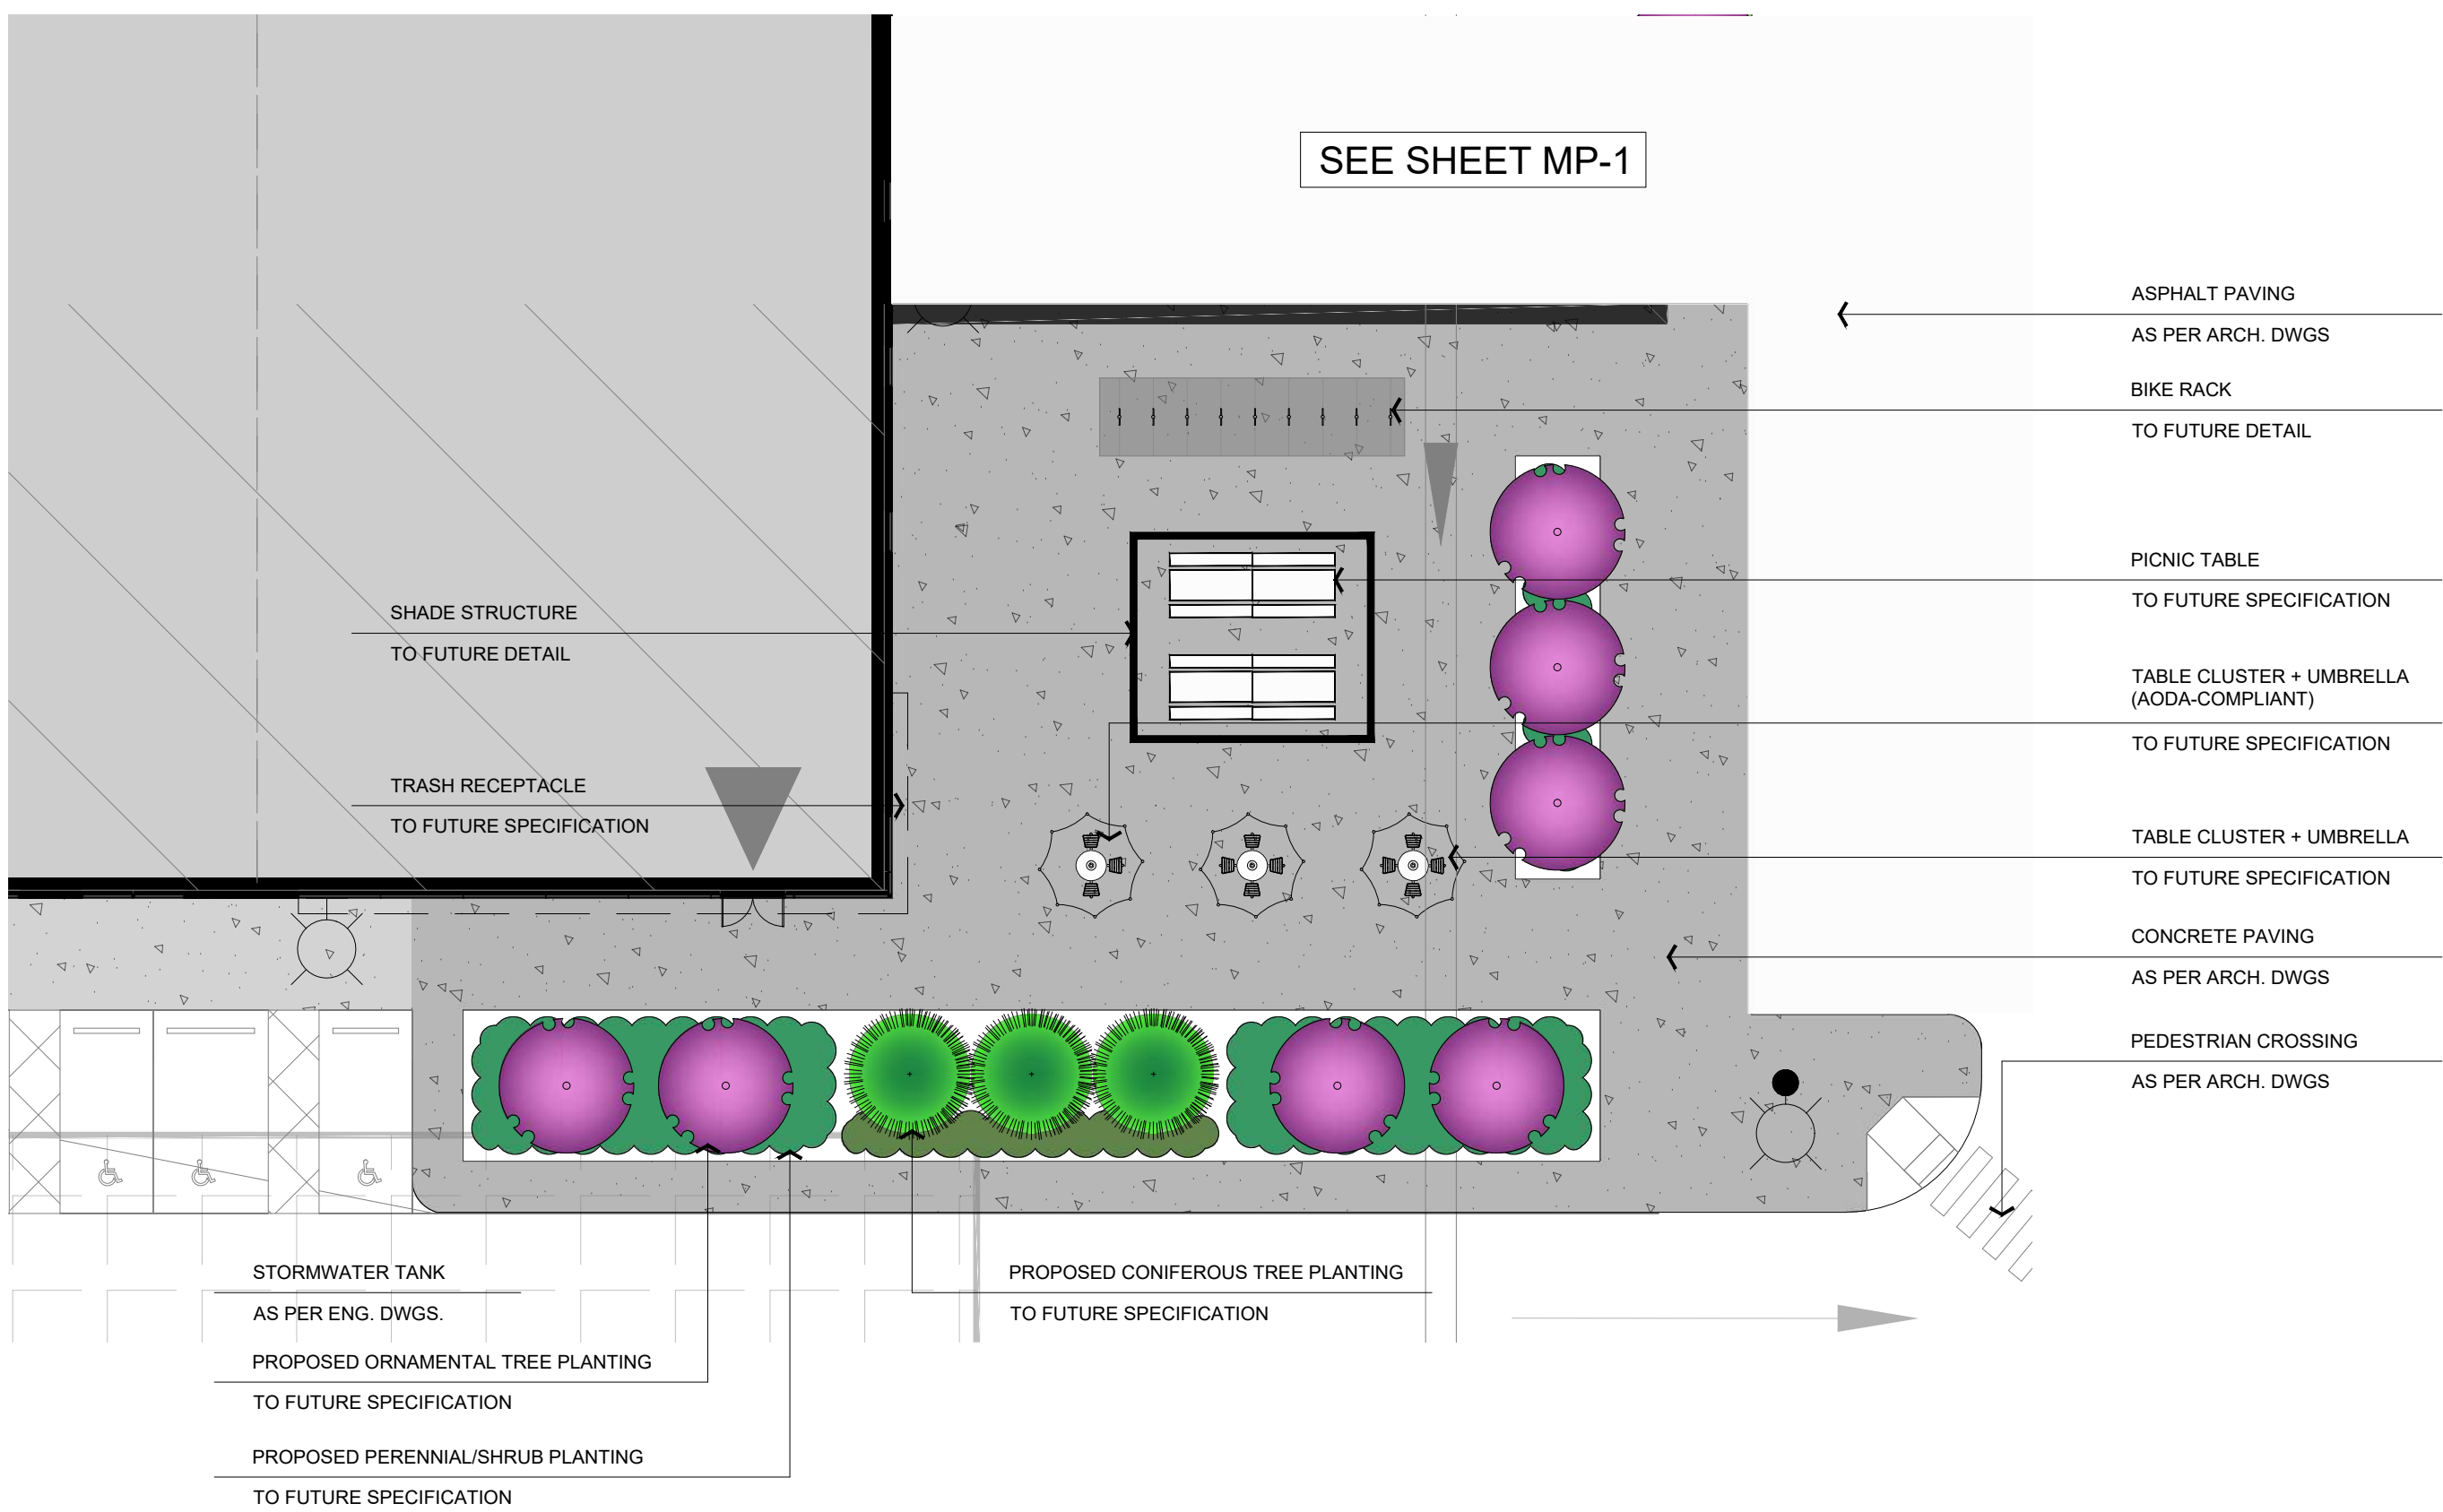 SEE SHEET MP-1
ASPHALT PAVING
AS PER ARCH. DWGS
BIKE RACK
TO FUTURE DETAIL
PICNIC TABLE
TO FUTURE SPECIFICATION
SHADE STRUCTURE
TO FUTURE DETAIL
TABLE CLUSTER + UMBRELLA
(AODA-COMPLIANT)
TO FUTURE SPECIFICATION
TRASH RECEPTACLE
TO FUTURE SPECIFICATION
TABLE CLUSTER + UMBRELLA
TO FUTURE SPECIFICATION
CONCRETE PAVING
AS PER ARCH. DWGS
PEDESTRIAN CROSSING
AS PER ARCH. DWGS
STORMWATER TANK
AS PER ENG. DWGS.
PROPOSED CONIFEROUS TREE PLANTING
TO FUTURE SPECIFICATION
PROPOSED ORNAMENTAL TREE PLANTING
TO FUTURE SPECIFICATION
PROPOSED PERENNIAL/SHRUB PLANTING
TO FUTURE SPECIFICATION